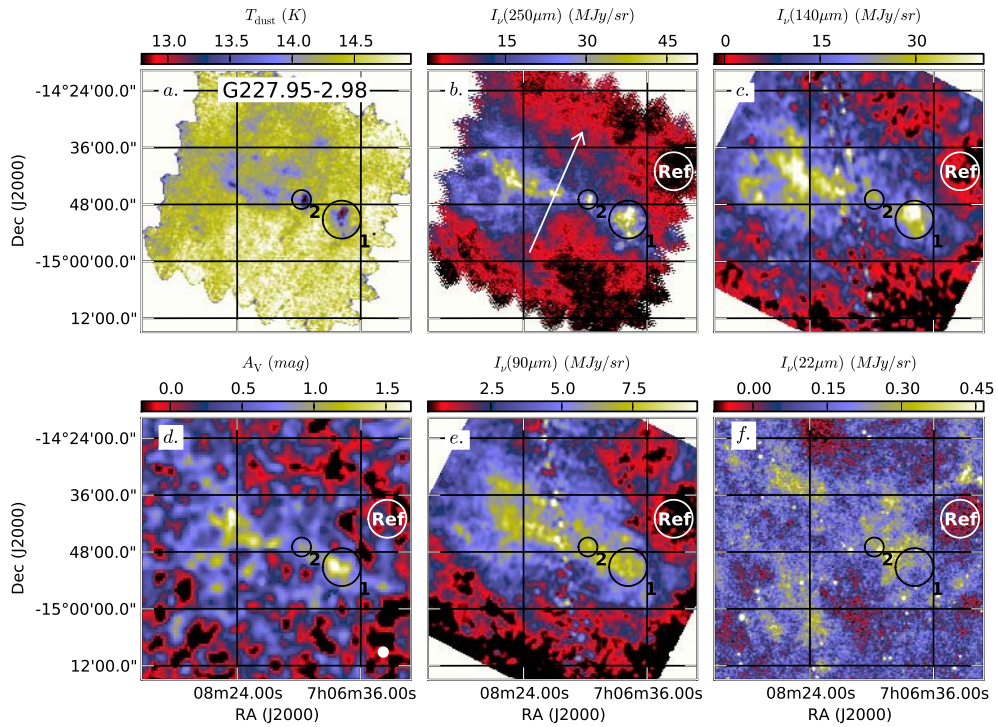 T_dust (K)
I_ν(250μm) (MJy/sr)
I_ν(140μm) (MJy/sr)
13.0 13.5 14.0 14.5
15 30 45
0 15 30
a. G227.95-2.98
b.
c.
-14°24'00.0"
36'00.0"
48'00.0"
-15°00'00.0"
12'00.0"
Dec (J2000)
2
1
Ref
2
1
Ref
2
1
A_V (mag)
I_ν(90μm) (MJy/sr)
I_ν(22μm) (MJy/sr)
0.0 0.5 1.0 1.5
2.5 5.0 7.5
0.00 0.15 0.30 0.45
d.
e.
f.
-14°24'00.0"
36'00.0"
48'00.0"
-15°00'00.0"
12'00.0"
Dec (J2000)
Ref
2
1
Ref
2
1
Ref
2
1
08m24.00s 7h06m36.00s
08m24.00s 7h06m36.00s
08m24.00s 7h06m36.00s
RA (J2000)
RA (J2000)
RA (J2000)